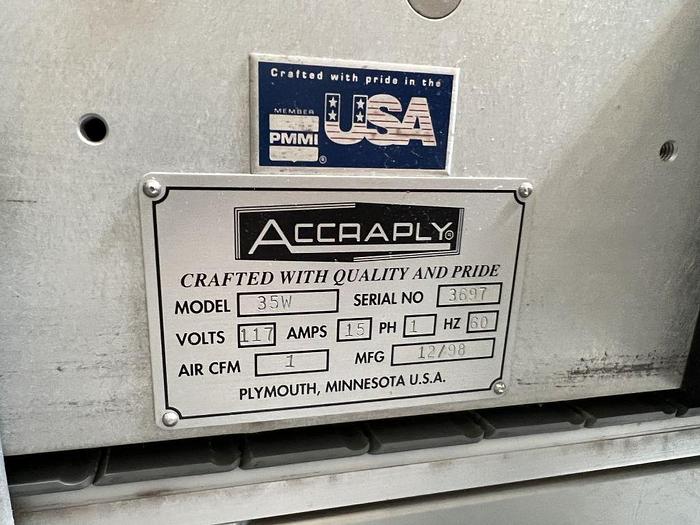 Crafted with pride in the
USA
MEMBER
PMMI®
ACCRAPLY®
CRAFTED WITH QUALITY AND PRIDE
MODEL 35W SERIAL NO 3697
VOLTS 117 AMPS 15 PH 1 HZ 60
AIR CFM 1 MFG 12/98
PLYMOUTH, MINNESOTA U.S.A.